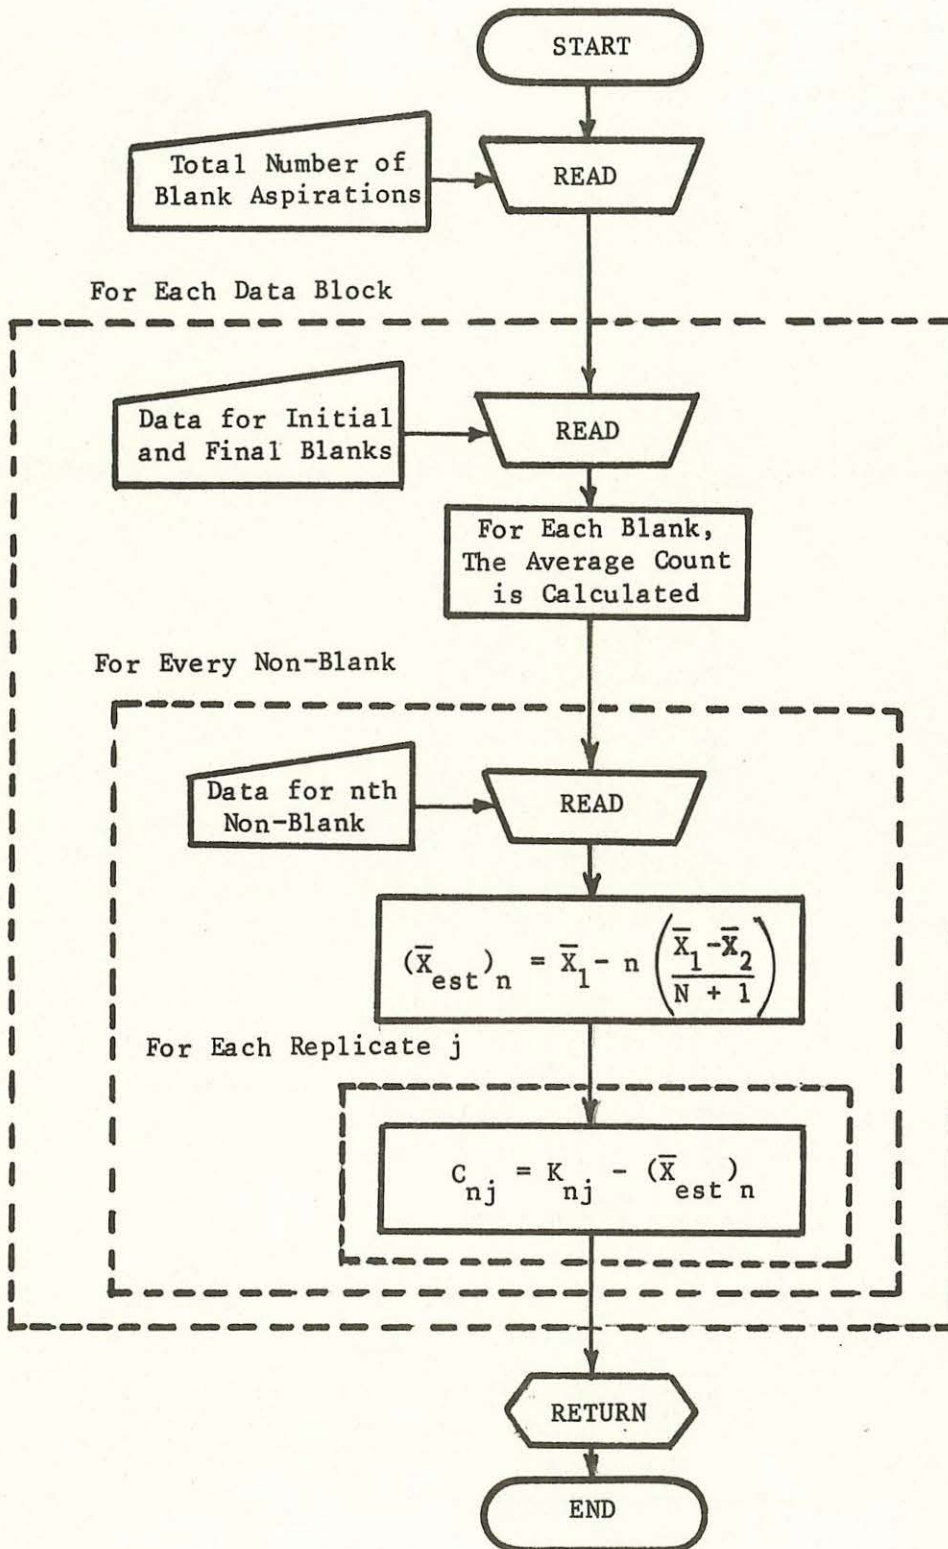 START
Total Number of
Blank Aspirations
READ
For Each Data Block
Data for Initial
and Final Blanks
READ
For Each Blank,
The Average Count
is Calculated
For Every Non-Blank
Data for nth
Non-Blank
READ
(X̅est)n = X̅1 - n ( X̅1-X̅2 / N + 1 )
For Each Replicate j
Cnj = Knj - (X̅est)n
RETURN
END